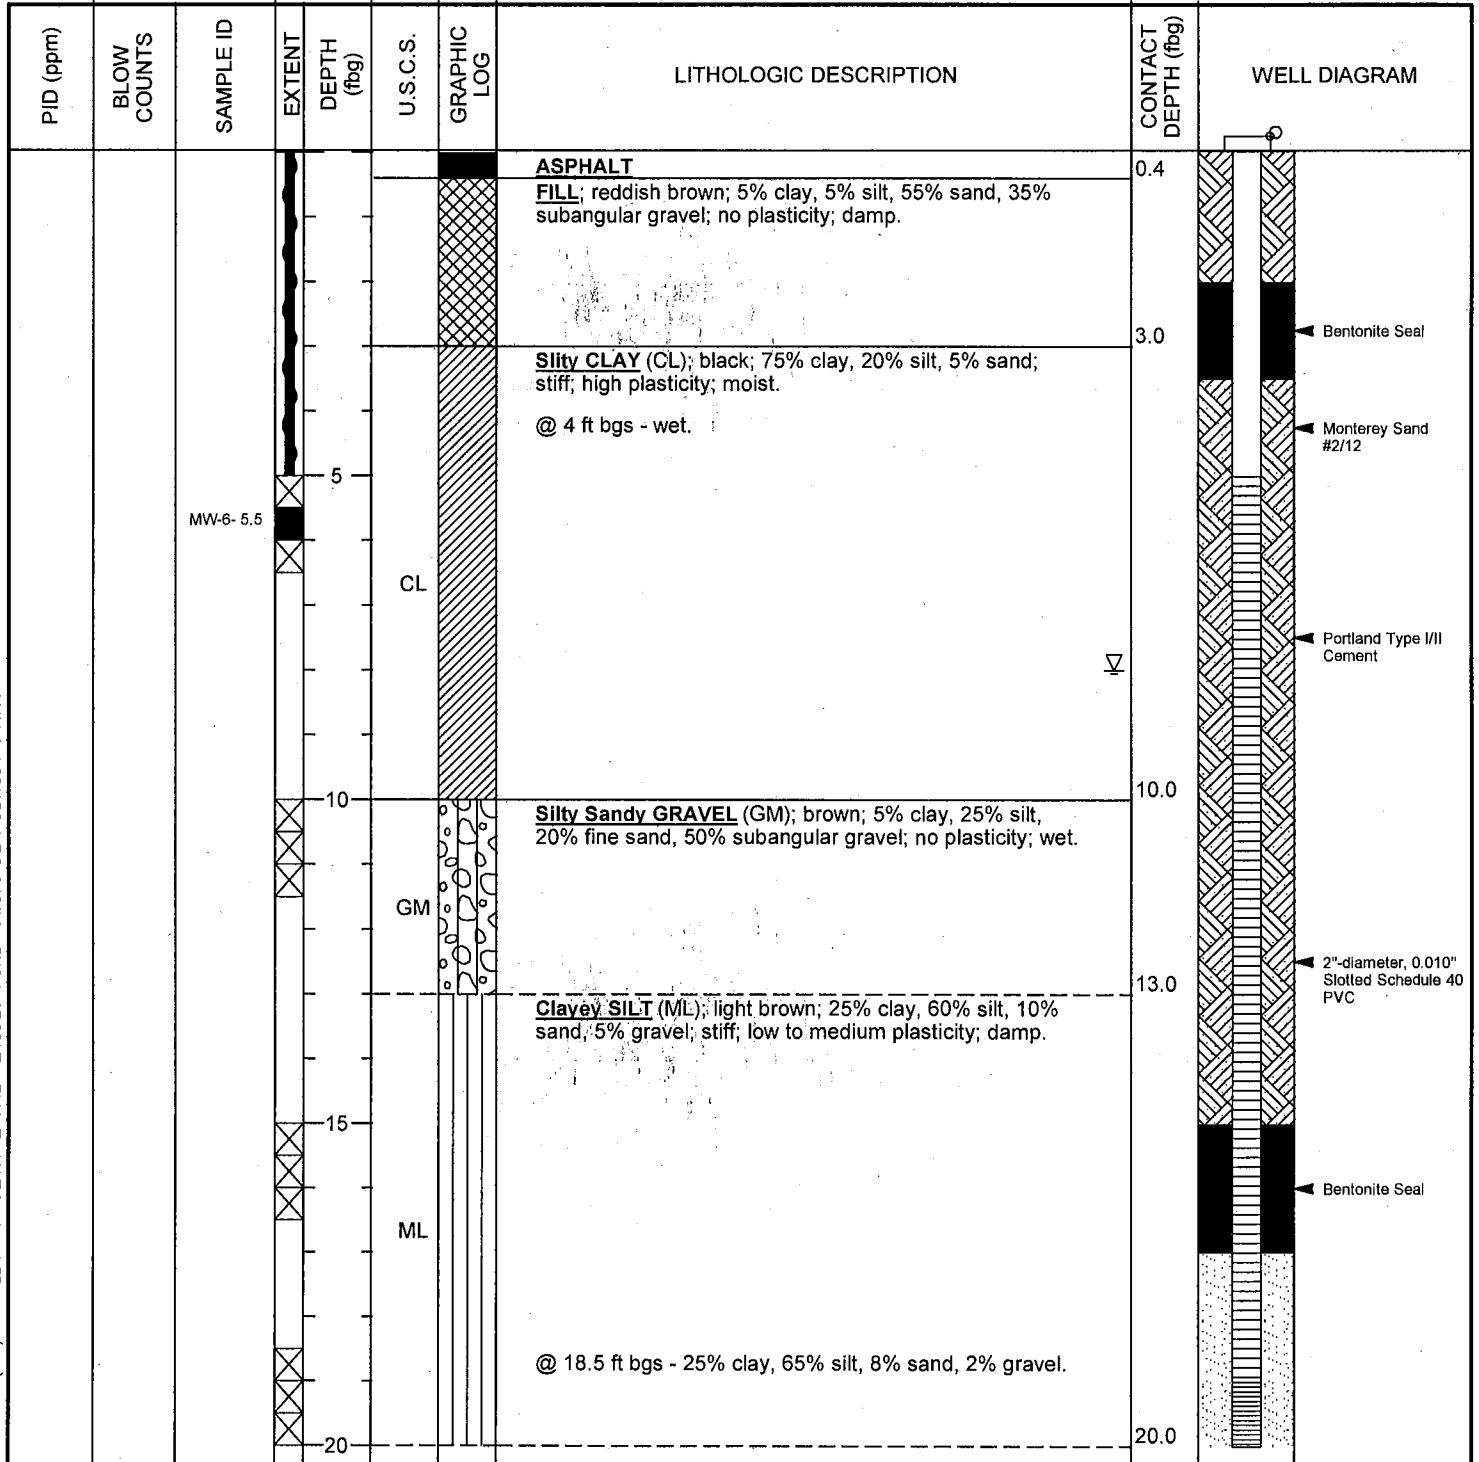 PID (ppm)
BLOW
COUNTS
SAMPLE ID
EXTENT
DEPTH
(fbg)
U.S.C.S.
GRAPHIC
LOG
LITHOLOGIC DESCRIPTION
CONTACT
DEPTH (fbg)
WELL DIAGRAM
ASPHALT
0.4
FILL; reddish brown; 5% clay, 5% silt, 55% sand, 35%
subangular gravel; no plasticity; damp.
Bentonite Seal
3.0
Silty CLAY (CL); black; 75% clay, 20% silt, 5% sand;
stiff; high plasticity; moist.
@ 4 ft bgs - wet.
Monterey Sand
#2/12
5
MW-6- 5.5
CL
Portland Type I/II
Cement
10
10.0
Silty Sandy GRAVEL (GM); brown; 5% clay, 25% silt,
20% fine sand, 50% subangular gravel; no plasticity; wet.
GM
2"-diameter, 0.010"
Slotted Schedule 40
PVC
13.0
Clayey SILT (ML); light brown; 25% clay, 60% silt, 10%
sand, 5% gravel; stiff; low to medium plasticity; damp.
15
Bentonite Seal
ML
@ 18.5 ft bgs - 25% clay, 65% silt, 8% sand, 2% gravel.
20
20.0